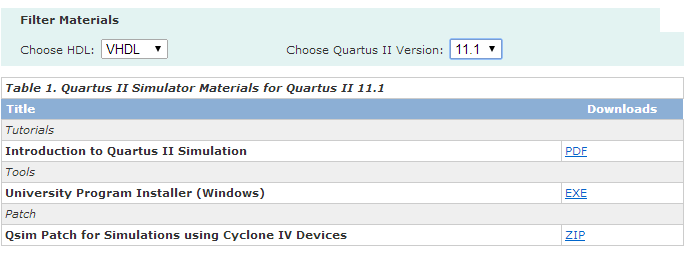 Filter Materials
Choose HDL: VHDL Choose Quartus II Version: 11.1
Table 1. Quartus II Simulator Materials for Quartus II 11.1
Title Downloads
Tutorials
Introduction to Quartus II Simulation PDF
Tools
University Program Installer (Windows) EXE
Patch
Qsim Patch for Simulations using Cyclone IV Devices ZIP